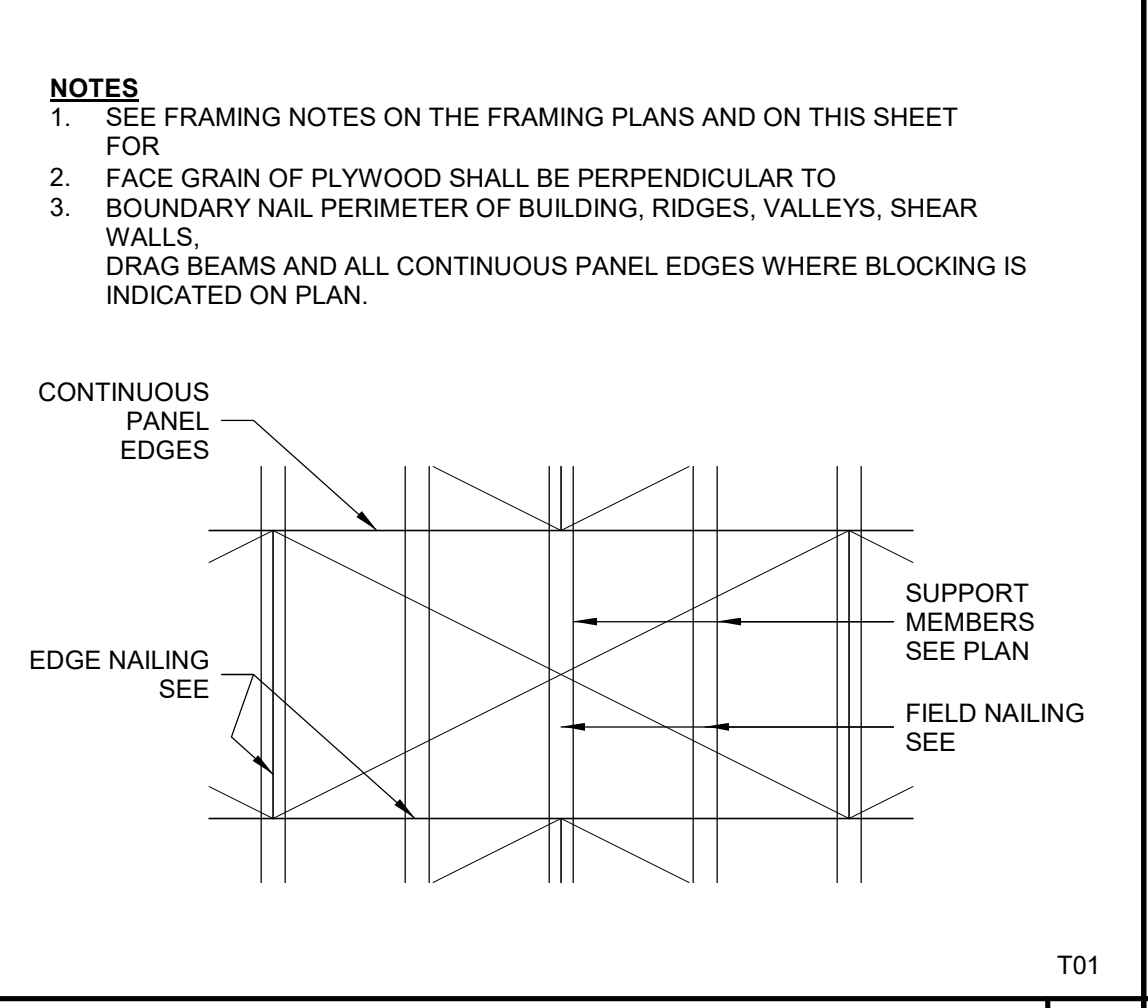 NOTES
1. SEE FRAMING NOTES ON THE FRAMING PLANS AND ON THIS SHEET
FOR
2. FACE GRAIN OF PLYWOOD SHALL BE PERPENDICULAR TO
3. BOUNDARY NAIL PERIMETER OF BUILDING, RIDGES, VALLEYS, SHEAR
WALLS,
DRAG BEAMS AND ALL CONTINUOUS PANEL EDGES WHERE BLOCKING IS
INDICATED ON PLAN.
CONTINUOUS
PANEL
EDGES
SUPPORT
MEMBERS
SEE PLAN
EDGE NAILING
SEE
FIELD NAILING
SEE
T01